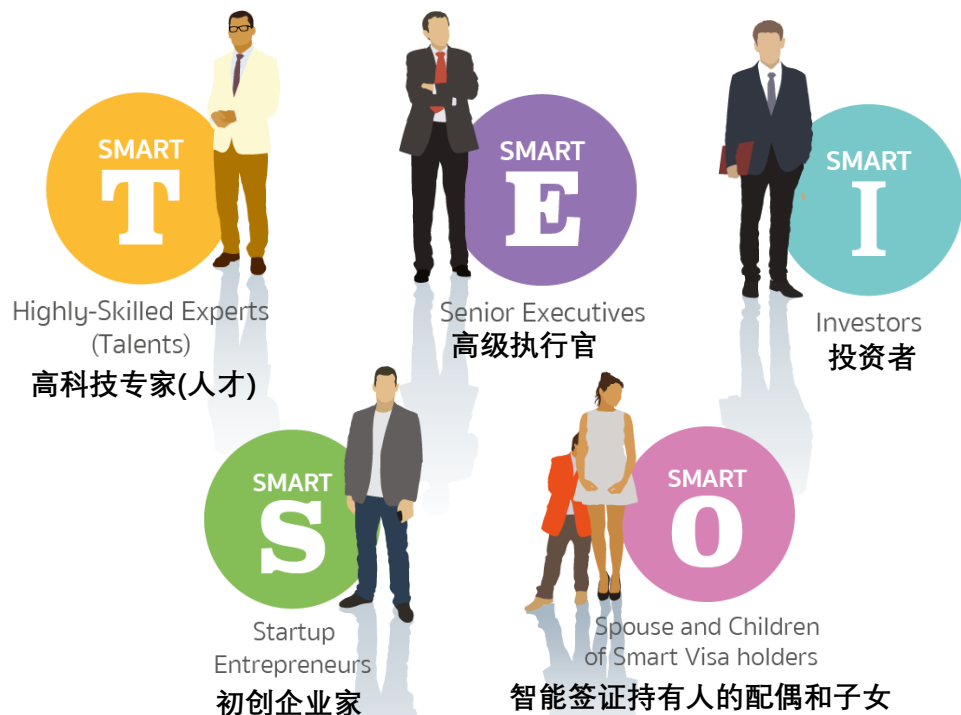 SMART
T
Highly-Skilled Experts
(Talents)
高科技专家(人才)
SMART
E
Senior Executives
高级执行官
SMART
I
Investors
投资者
SMART
S
Startup
Entrepreneurs
初创企业家
SMART
O
Spouse and Children
of Smart Visa holders
智能签证持有人的配偶和子女